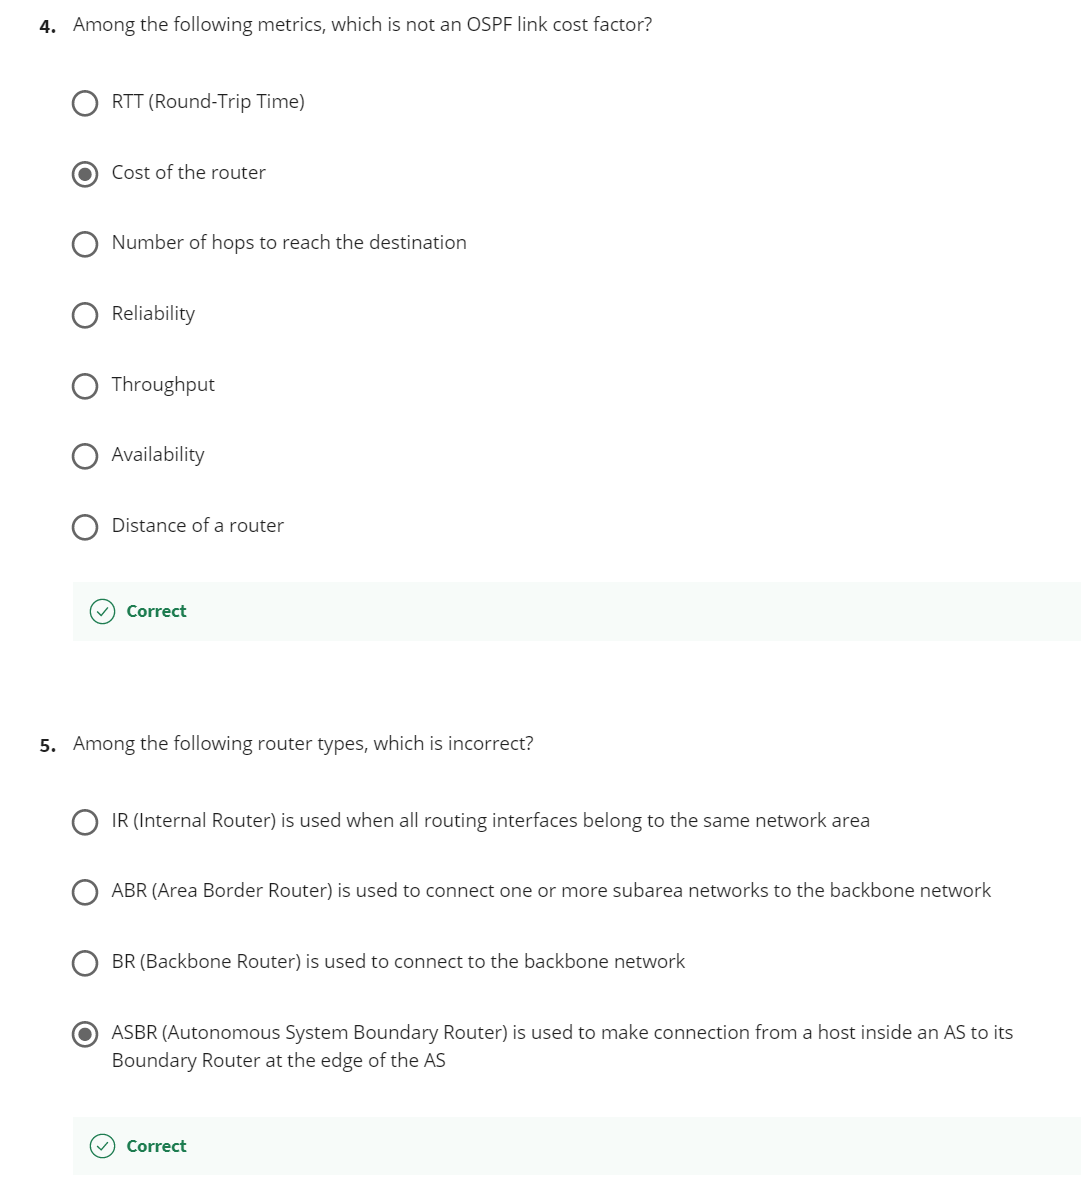 4. Among the following metrics, which is not an OSPF link cost factor?
RTT (Round-Trip Time)
Cost of the router
Number of hops to reach the destination
Reliability
Throughput
Availability
Distance of a router
Correct
5. Among the following router types, which is incorrect?
IR (Internal Router) is used when all routing interfaces belong to the same network area
ABR (Area Border Router) is used to connect one or more subarea networks to the backbone network
BR (Backbone Router) is used to connect to the backbone network
ASBR (Autonomous System Boundary Router) is used to make connection from a host inside an AS to its
Boundary Router at the edge of the AS
Correct